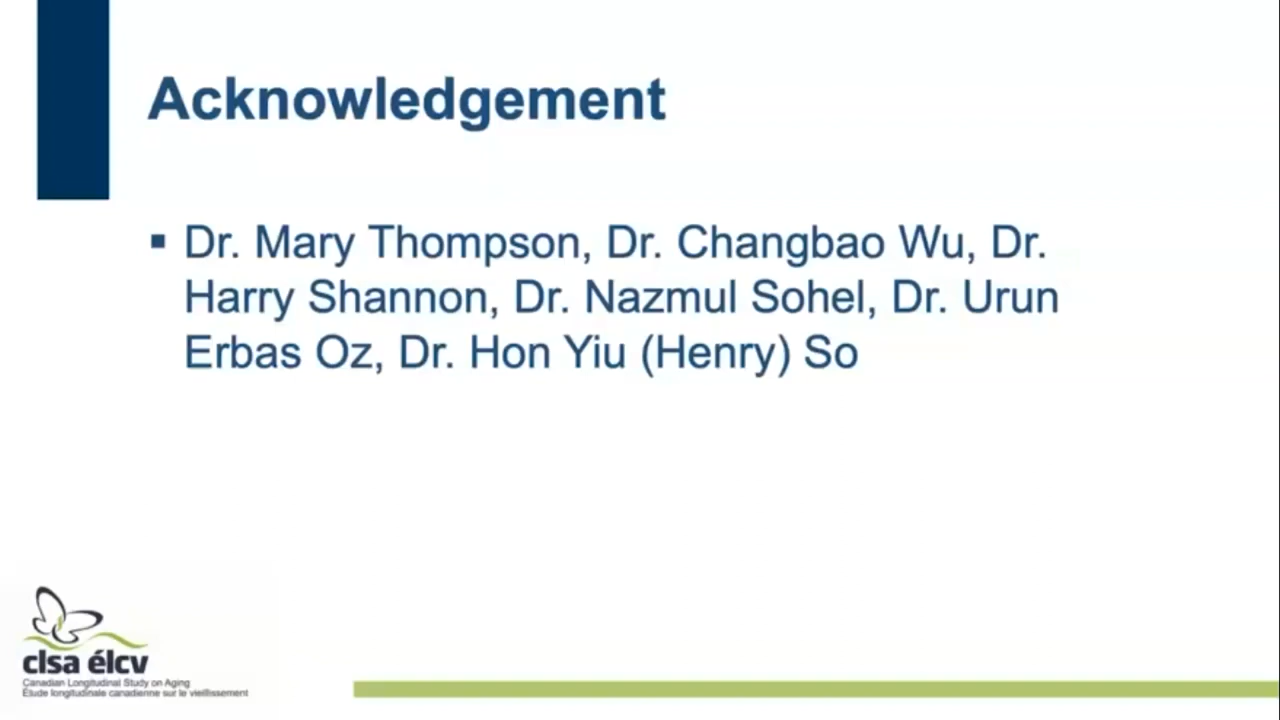 Acknowledgement
▪ Dr. Mary Thompson, Dr. Changbao Wu, Dr.
Harry Shannon, Dr. Nazmul Sohel, Dr. Urun
Erbas Oz, Dr. Hon Yiu (Henry) So
clsa élcv
Canadian Longitudinal Study on Aging
Étude longitudinale canadienne sur le vieillissement